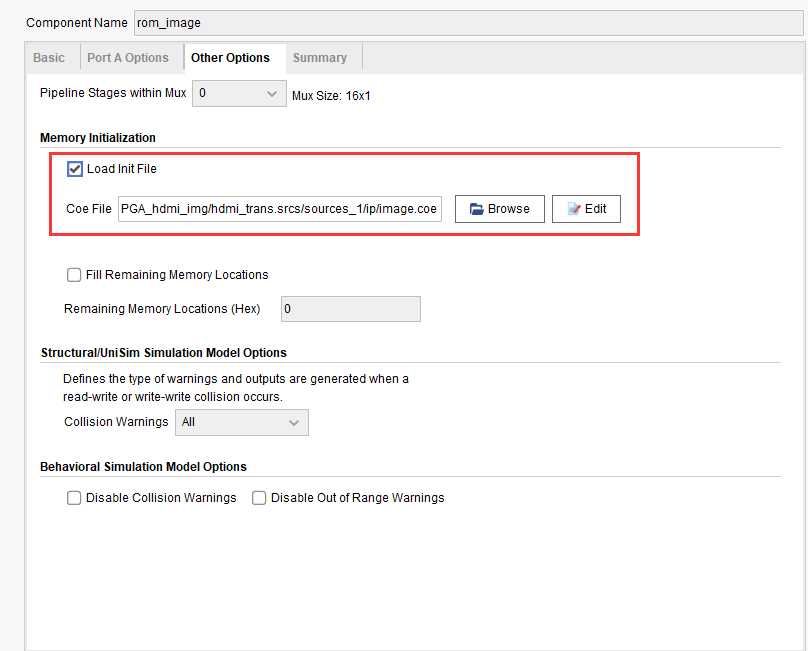 Component Name rom_image
Basic Port A Options Other Options Summary
Pipeline Stages within Mux 0 Mux Size: 16x1
Memory Initialization
Load Init File
Coe File PGA_hdmi_img/hdmi_trans.srcs/sources_1/ip/image.coe Browse Edit
Fill Remaining Memory Locations
Remaining Memory Locations (Hex) 0
Structural/UniSim Simulation Model Options
Defines the type of warnings and outputs are generated when a
read-write or write-write collision occurs.
Collision Warnings All
Behavioral Simulation Model Options
Disable Collision Warnings Disable Out of Range Warnings